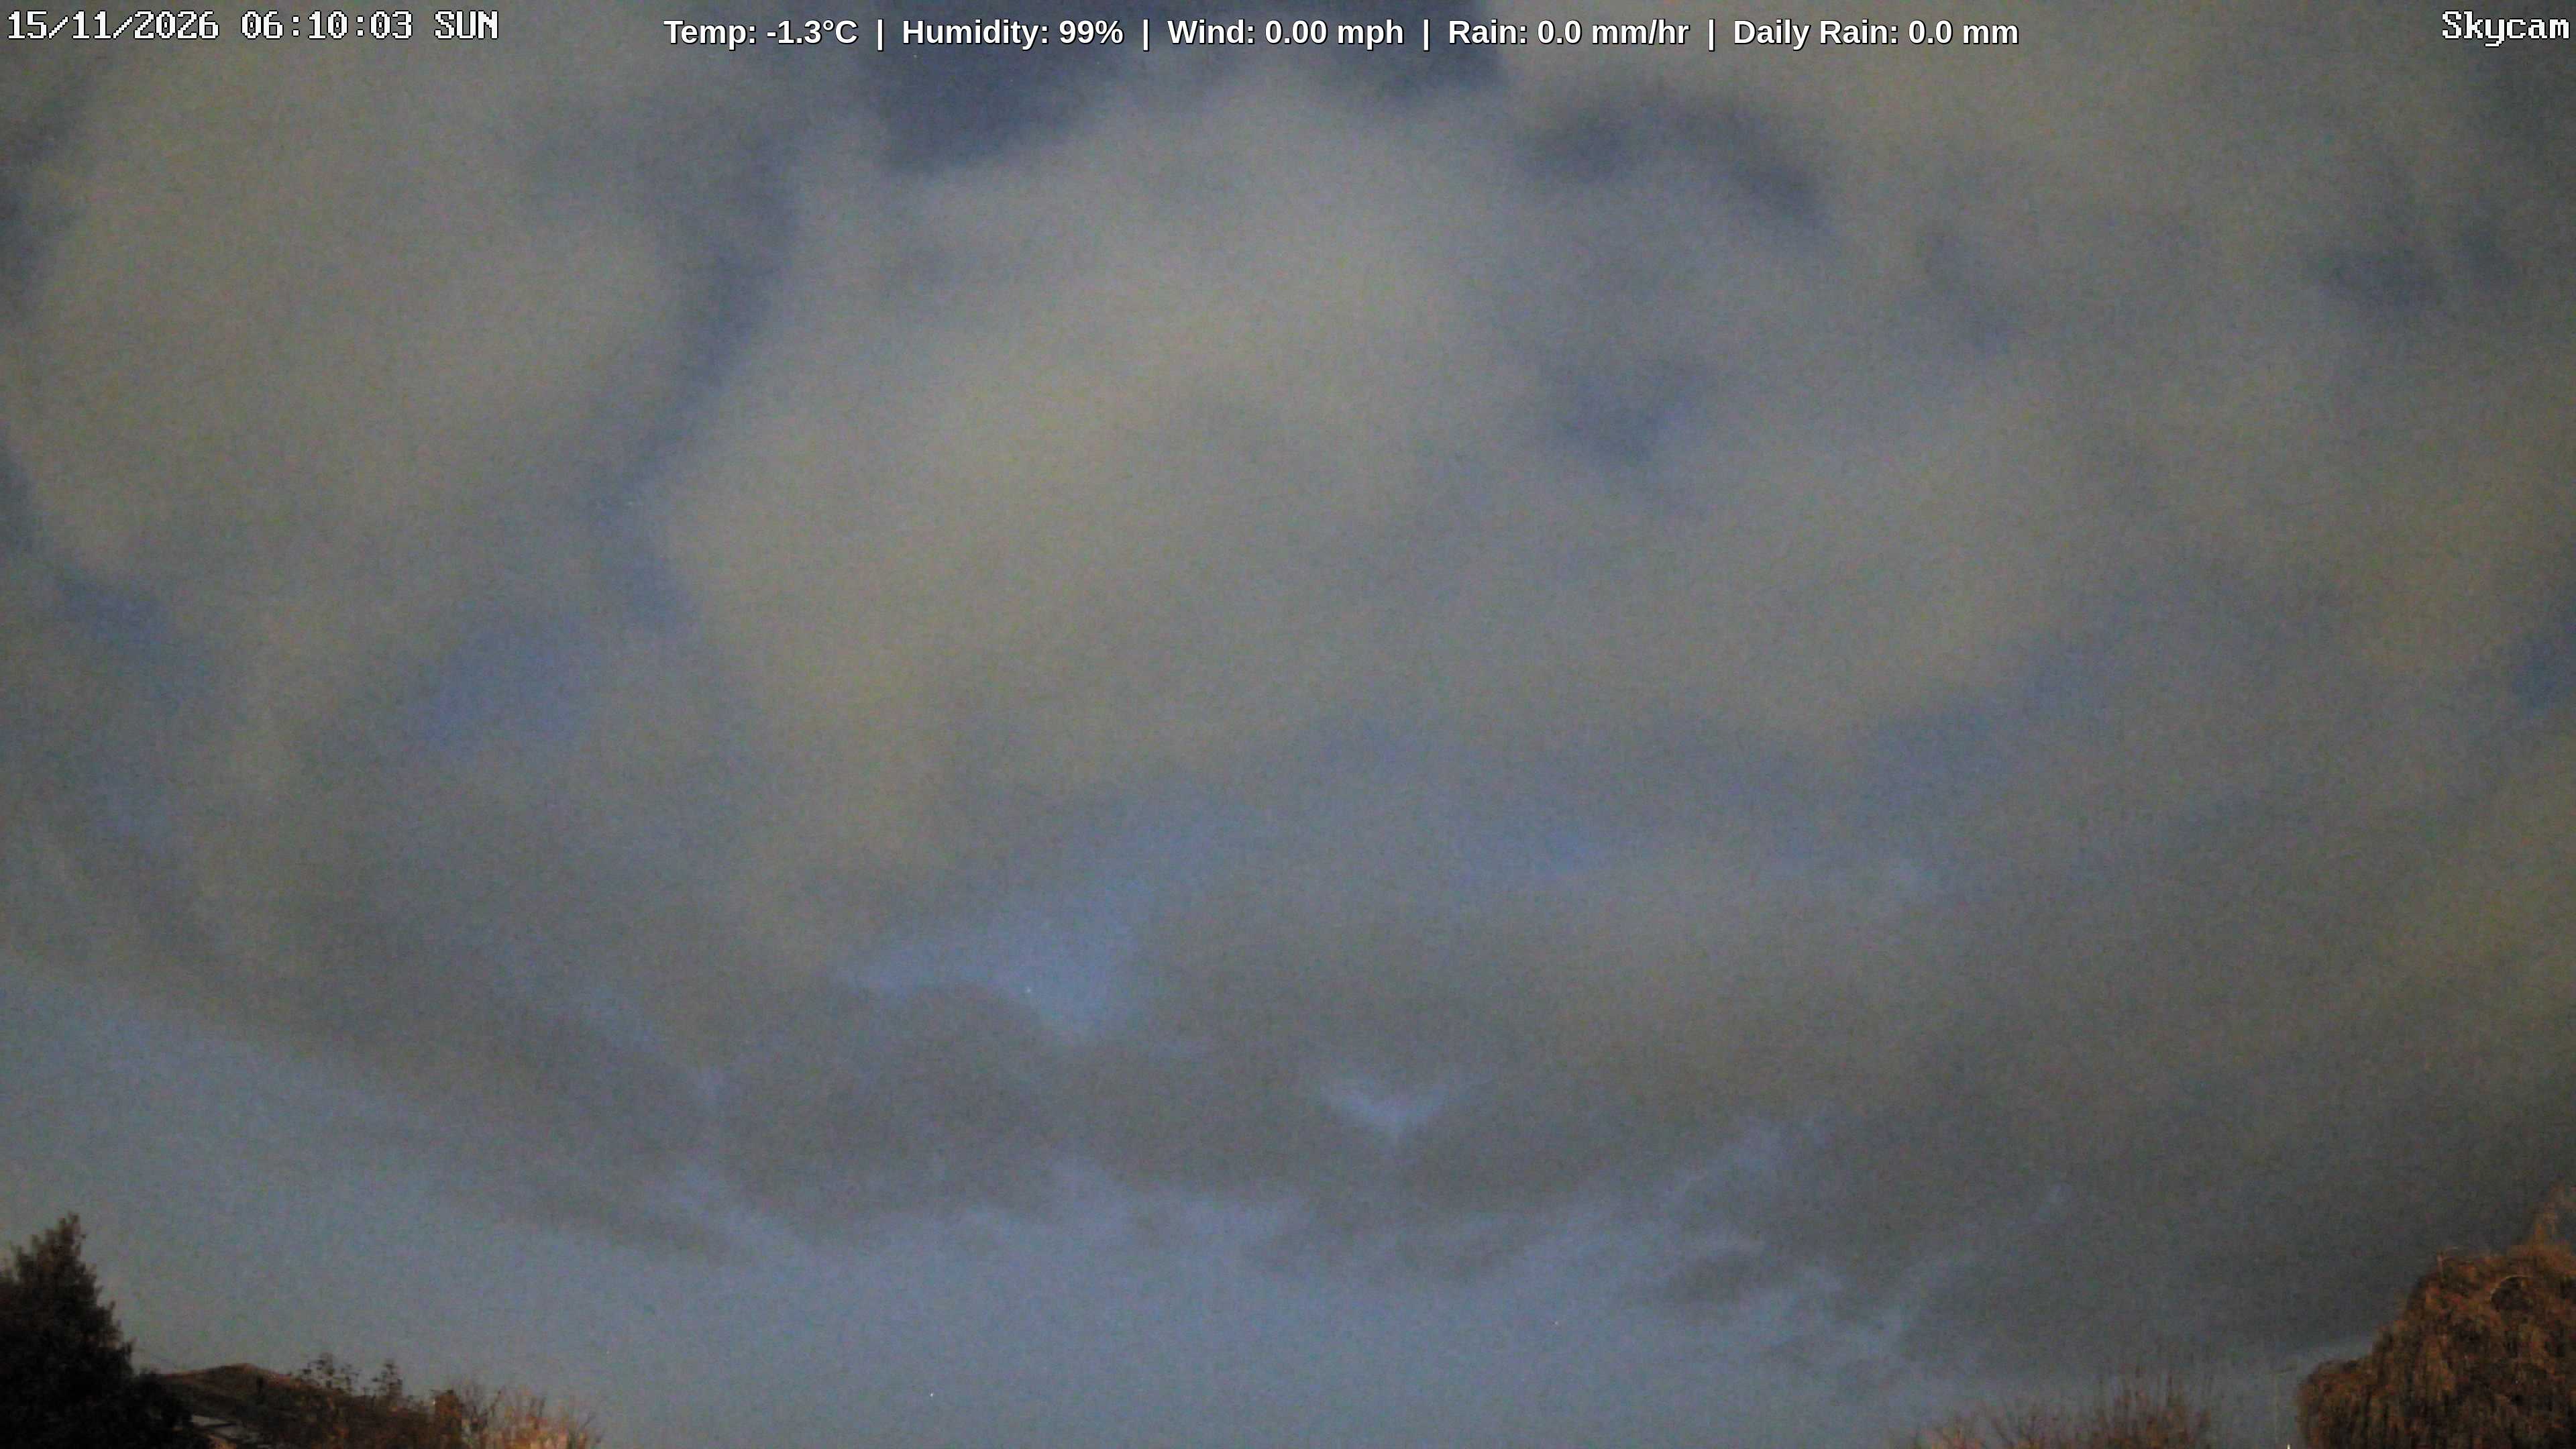 15/11/2026 06:10:03 SUN
Temp: -1.3°C | Humidity: 99% | Wind: 0.00 mph | Rain: 0.0 mm/hr | Daily Rain: 0.0 mm
Skycam